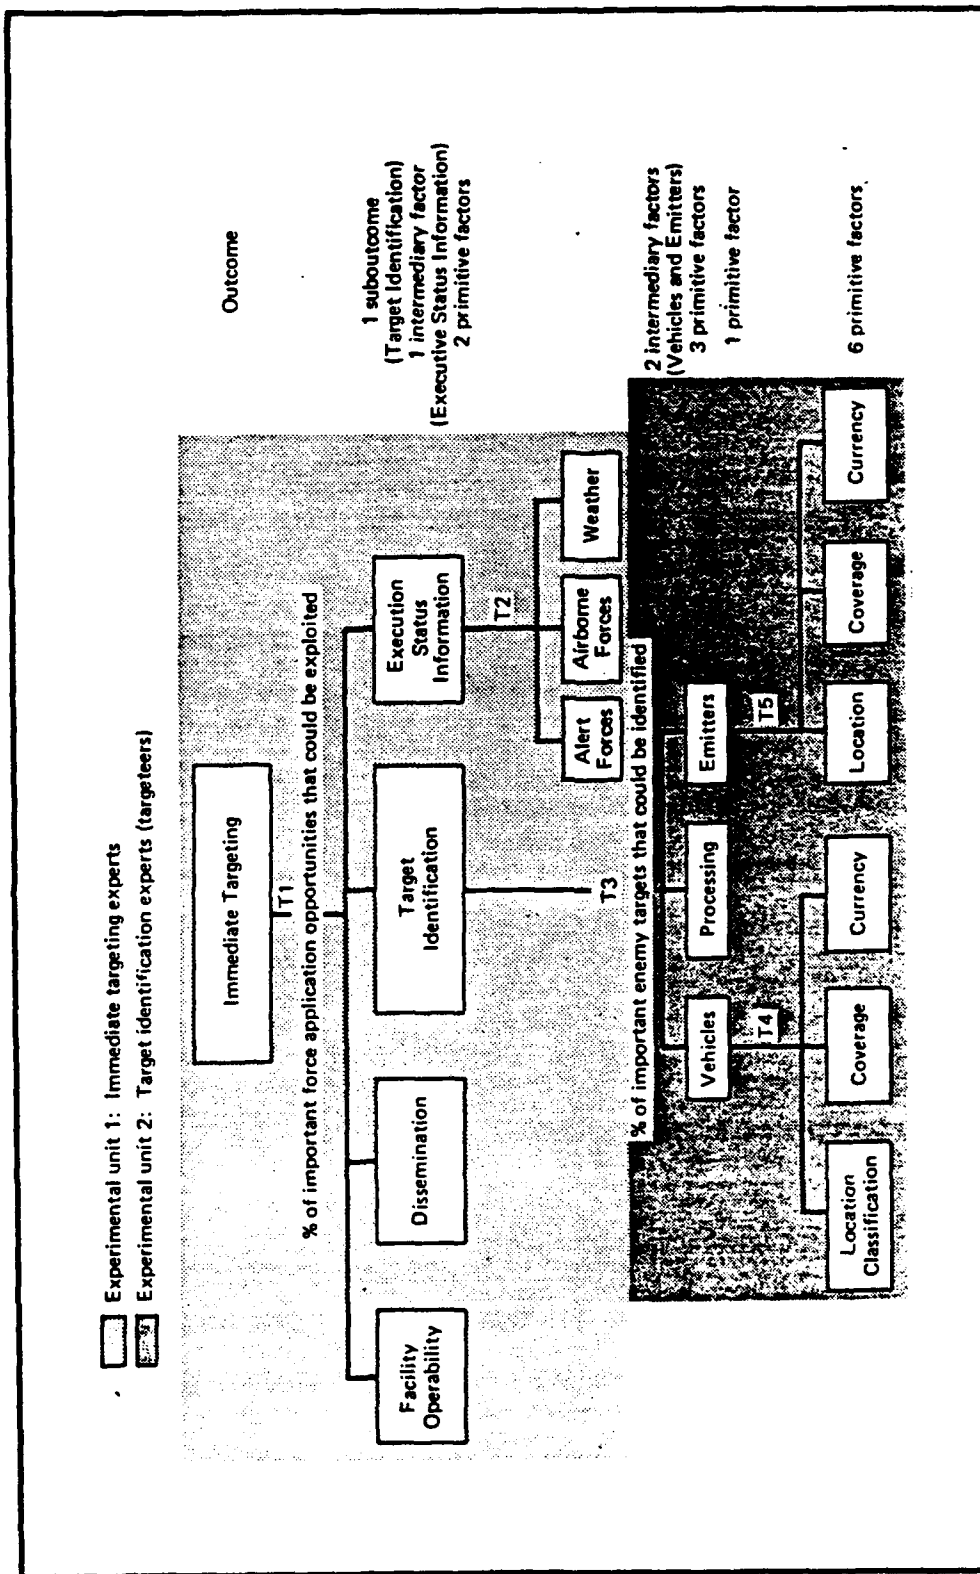 Experimental unit 1: Immediate targeting experts
Experimental unit 2: Target identification experts (targeteers)
Immediate Targeting
Outcome
T1
% of important force application opportunities that could be exploited
Facility
Operability
Dissemination
Target
Identification
Execution
Status
Information
1 suboutcome
(Target Identification)
1 intermediary factor
(Executive Status Information)
2 primitive factors
T2
Alert
Forces
Airborne
Forces
Weather
T3
% of important enemy targets that could be identified
2 intermediary factors
(Vehicles and Emitters)
3 primitive factors
Vehicles
Processing
Emitters
1 primitive factor
T4
T5
Location
Classification
Coverage
Currency
Location
Coverage
Currency
6 primitive factors